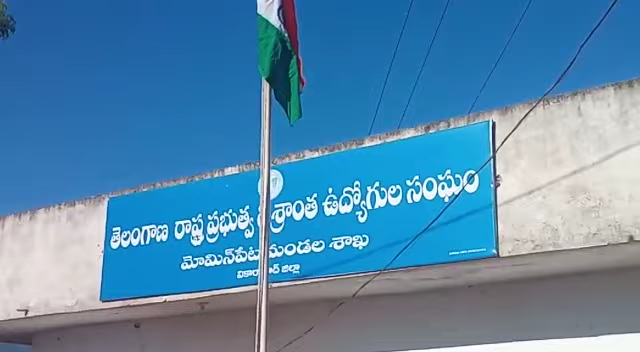 తెలంగాణ రాష్ట్ర ప్రభుత్వ విశ్రాంత ఉద్యోగుల సంఘం
మోమిన్‌పేట మండల శాఖ
వికారాబాద్ జిల్లా